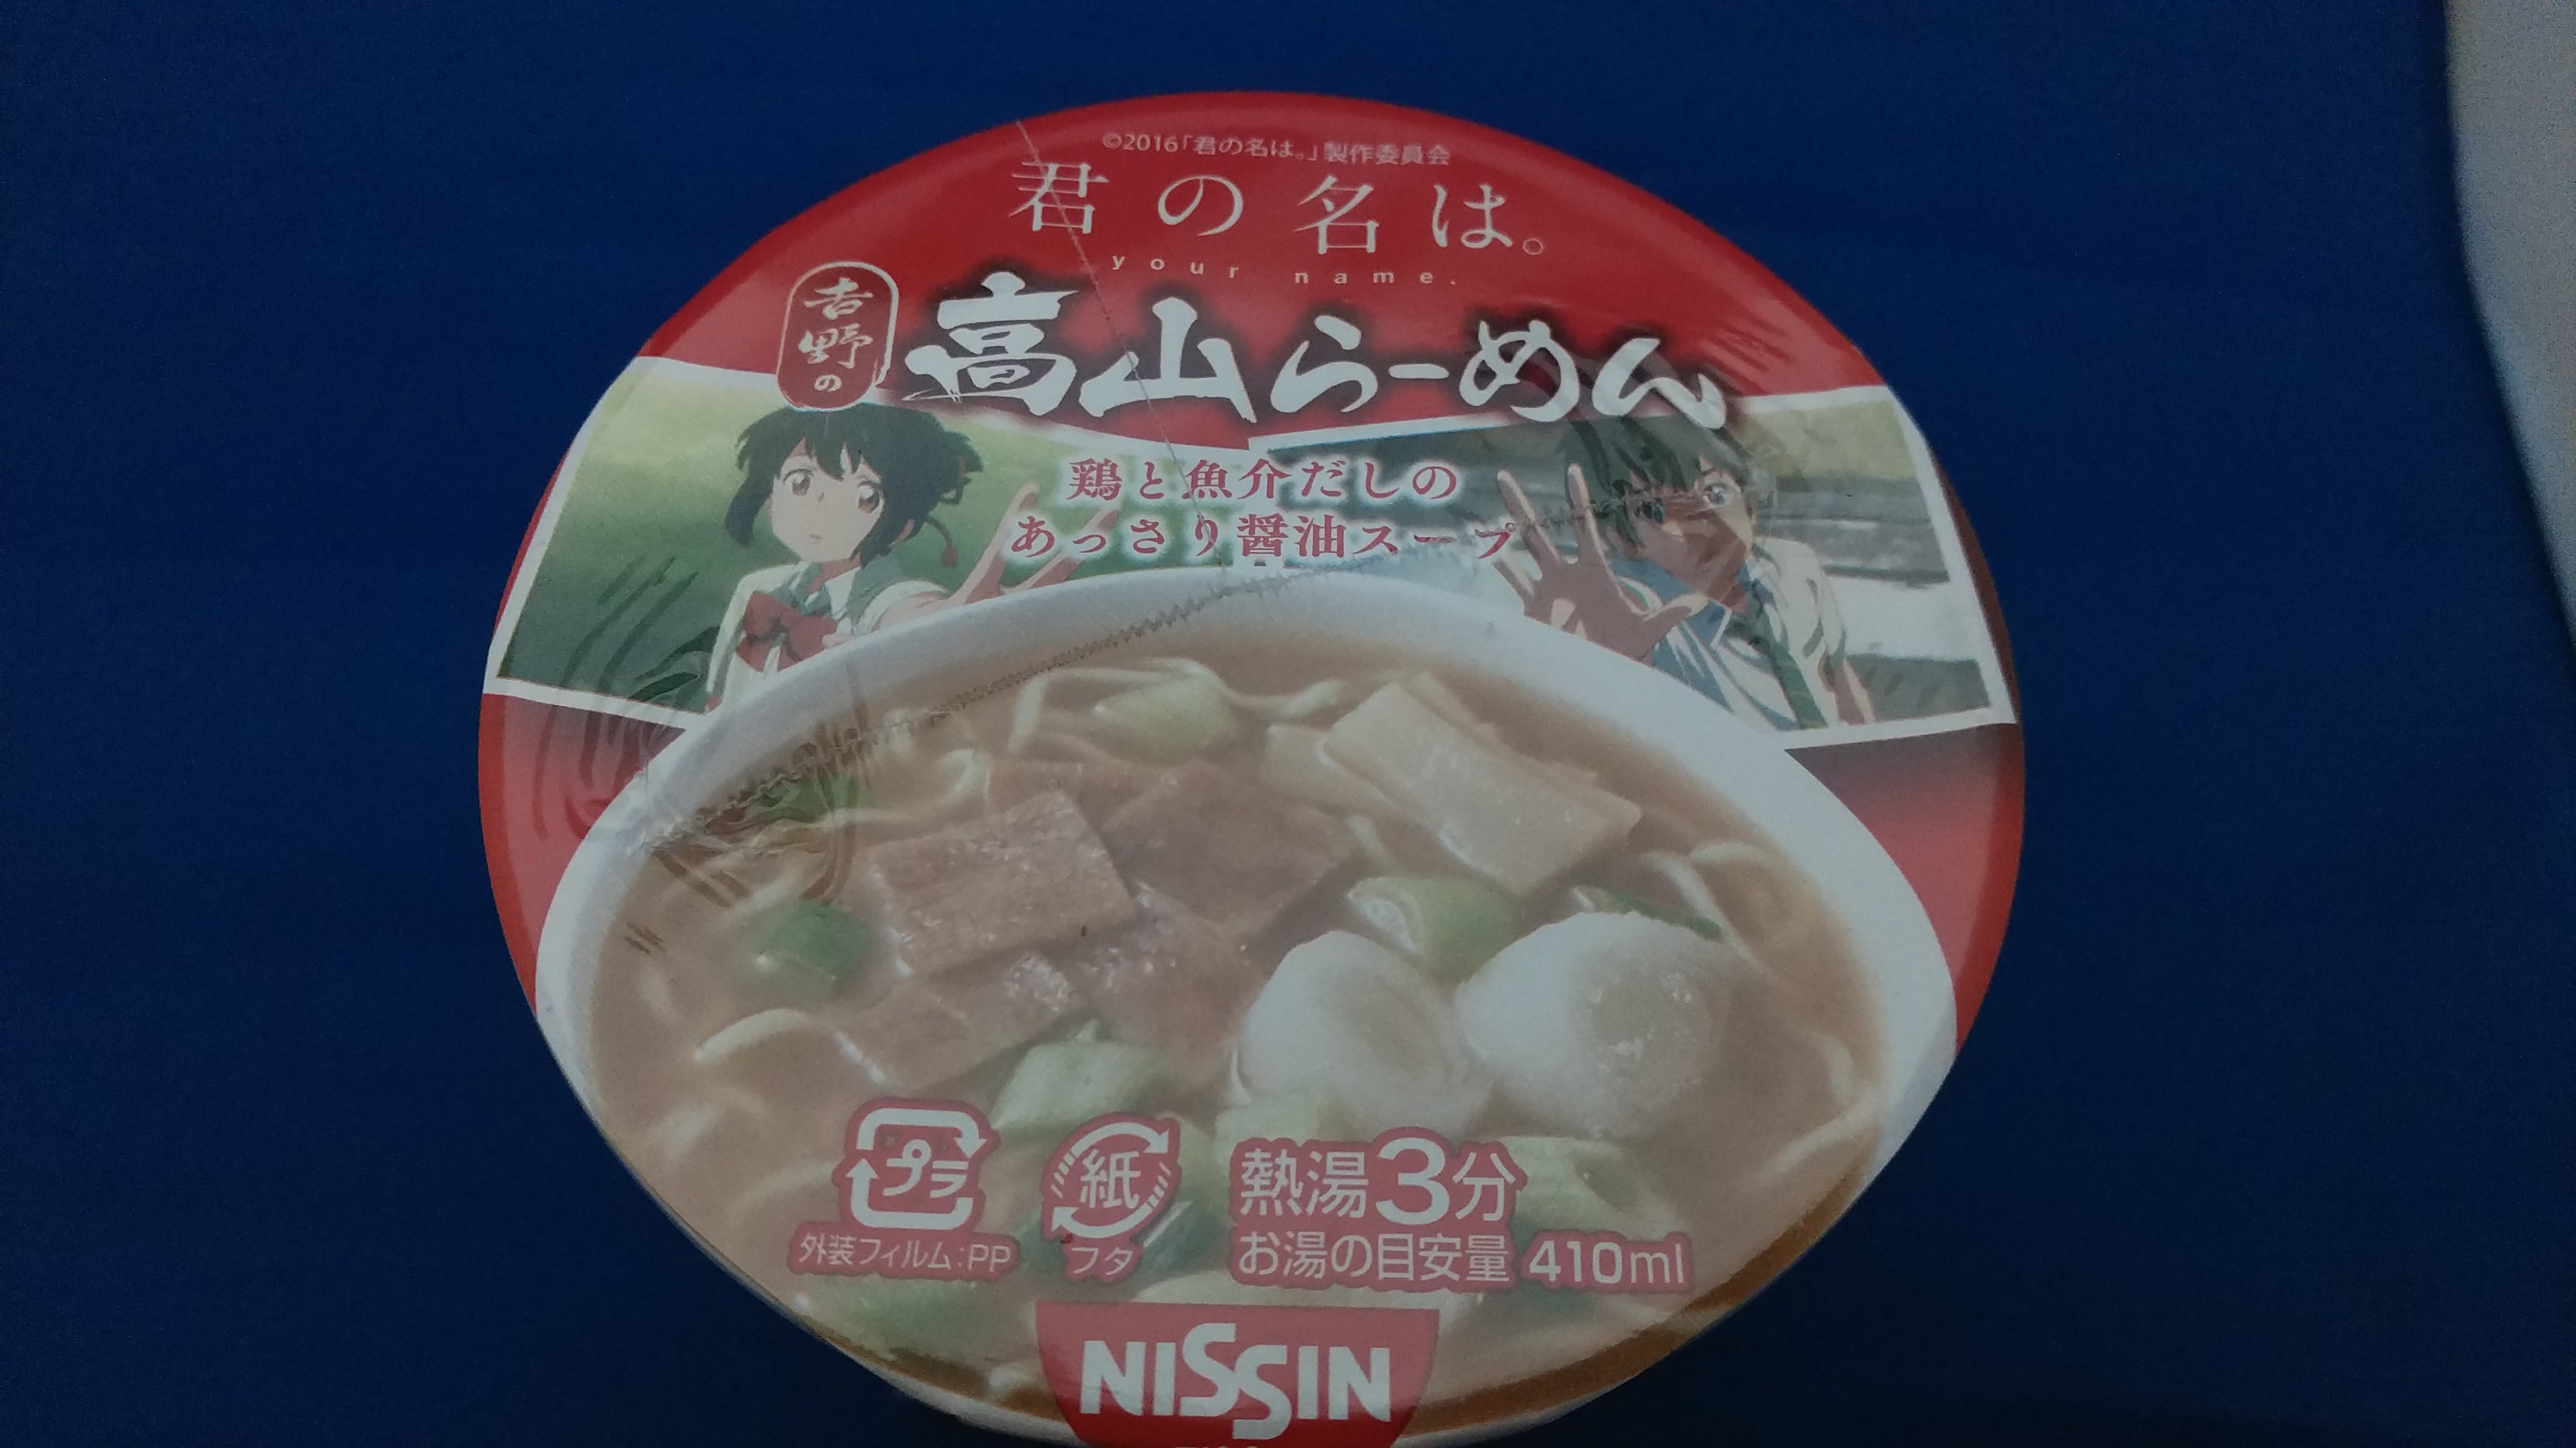 ©2016「君の名は。」製作委員会
君の名は。
your name.
吉野の
高山らーめん
鶏と魚介だしの
あっさり醤油スープ
プラ
外装フィルム:PP
紙
フタ
熱湯3分
お湯の目安量 410ml
NISSIN